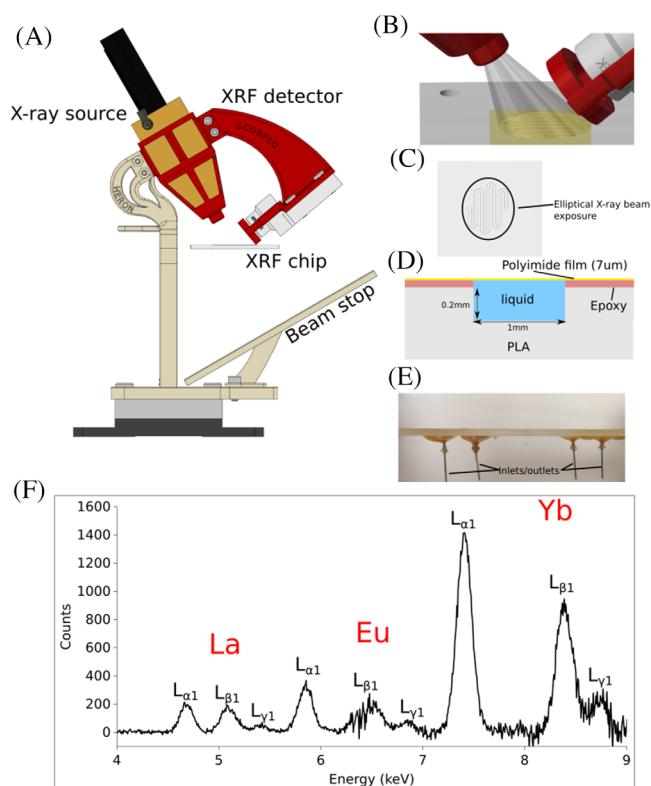 (A)
X-ray source
XRF detector
SCORPIO
HERON
XRF chip
Beam stop
(B)
(C)
Elliptical X-ray beam
exposure
(D)
Polyimide film (7um)
liquid
0.2mm
1mm
Epoxy
PLA
(E)
Inlets/outlets
(F)
1600
1400
1200
1000
800
600
400
200
0
Counts
La
Eu
Yb
Lα1
Lβ1
Lγ1
Lα1
Lβ1
Lγ1
Lα1
Lβ1
Lγ1
4 5 6 7 8 9
Energy (keV)